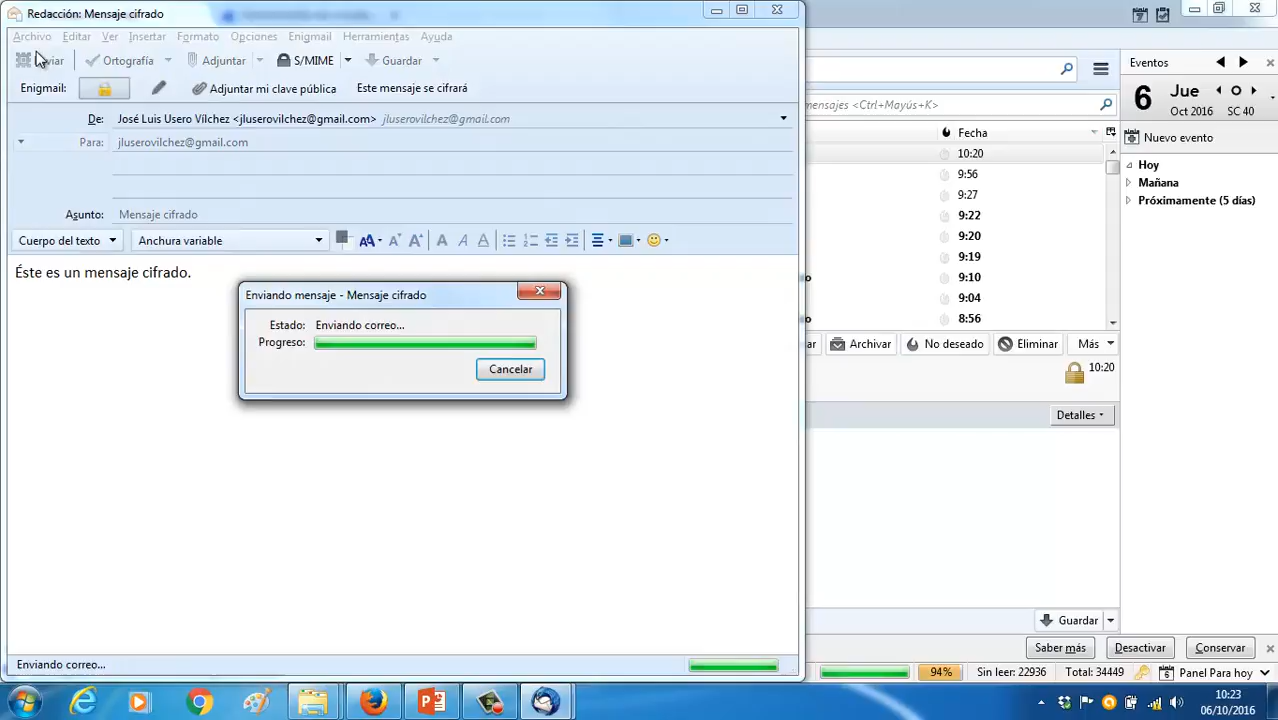 Redacción: Mensaje cifrado
Archivo Editar Ver Insertar Formato Opciones Enigmail Herramientas Ayuda
Ortografía Adjuntar S/MIME Guardar
Enigmail: Adjuntar mi clave pública Este mensaje se cifrará
De: José Luis Usero Vílchez <jluserovilchez@gmail.com> jluserovilchez@gmail.com
Para: jluserovilchez@gmail.com
Asunto: Mensaje cifrado
Cuerpo del texto Anchura variable
Éste es un mensaje cifrado.
Enviando mensaje - Mensaje cifrado
Estado: Enviando correo...
Progreso:
Cancelar
Enviando correo...
mensajes <Ctrl+Mayús+K>
Fecha
10:20
9:56
9:27
9:22
9:20
9:19
9:10
9:04
8:56
Archivar No deseado Eliminar Más
10:20
Detalles
Guardar
Saber más Desactivar Conservar
94% Sin leer: 22936 Total: 34449 Panel Para hoy
Eventos
6 Jue
Oct 2016 SC 40
Nuevo evento
Hoy
Mañana
Próximamente (5 días)
10:23
06/10/2016